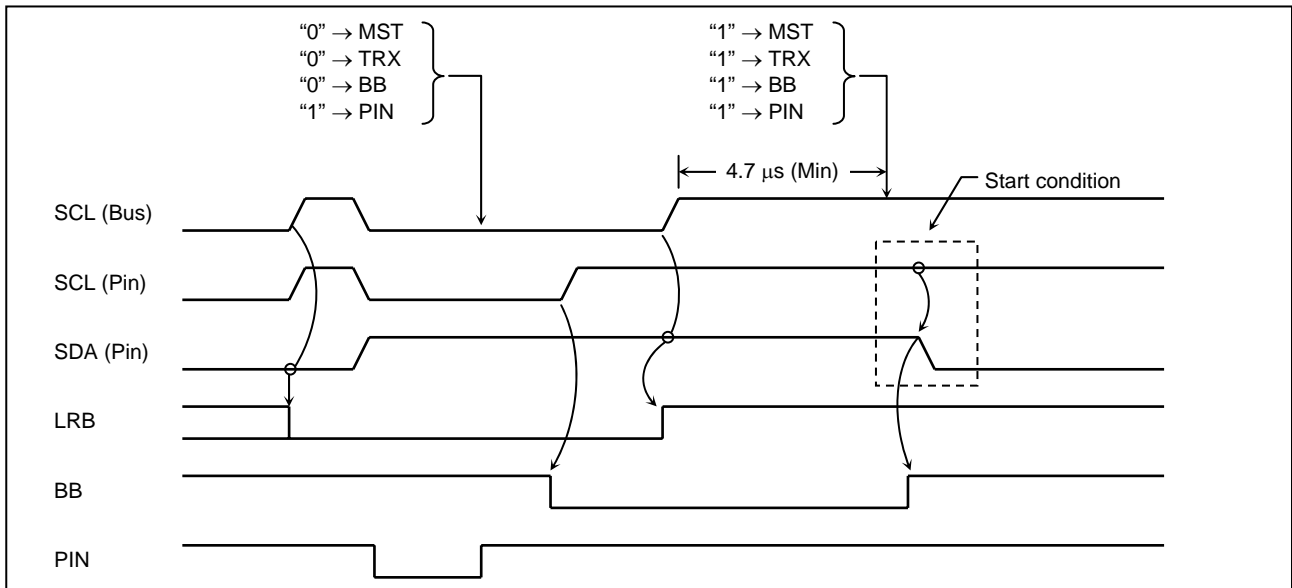 “0” → MST
“0” → TRX
“0” → BB
“1” → PIN
“1” → MST
“1” → TRX
“1” → BB
“1” → PIN
4.7 μs (Min)
Start condition
SCL (Bus)
SCL (Pin)
SDA (Pin)
LRB
BB
PIN